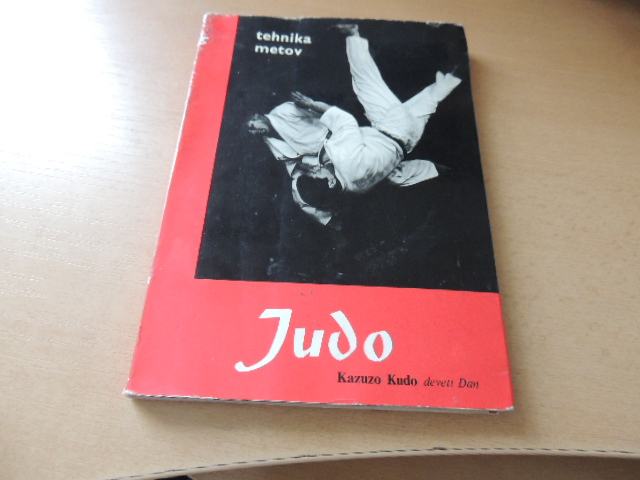 tehnika
metov
Judo
Kazuzo Kudo deveti Dan